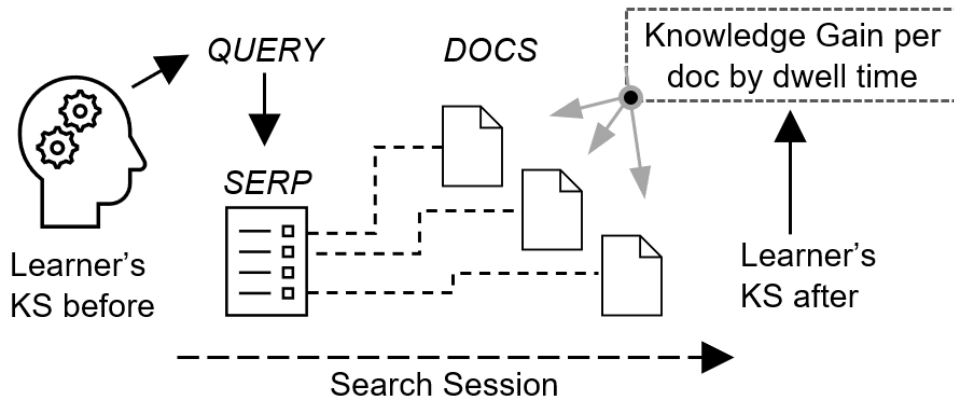 QUERY
DOCS
Knowledge Gain per
doc by dwell time
SERP
Learner's
KS before
Learner's
KS after
Search Session